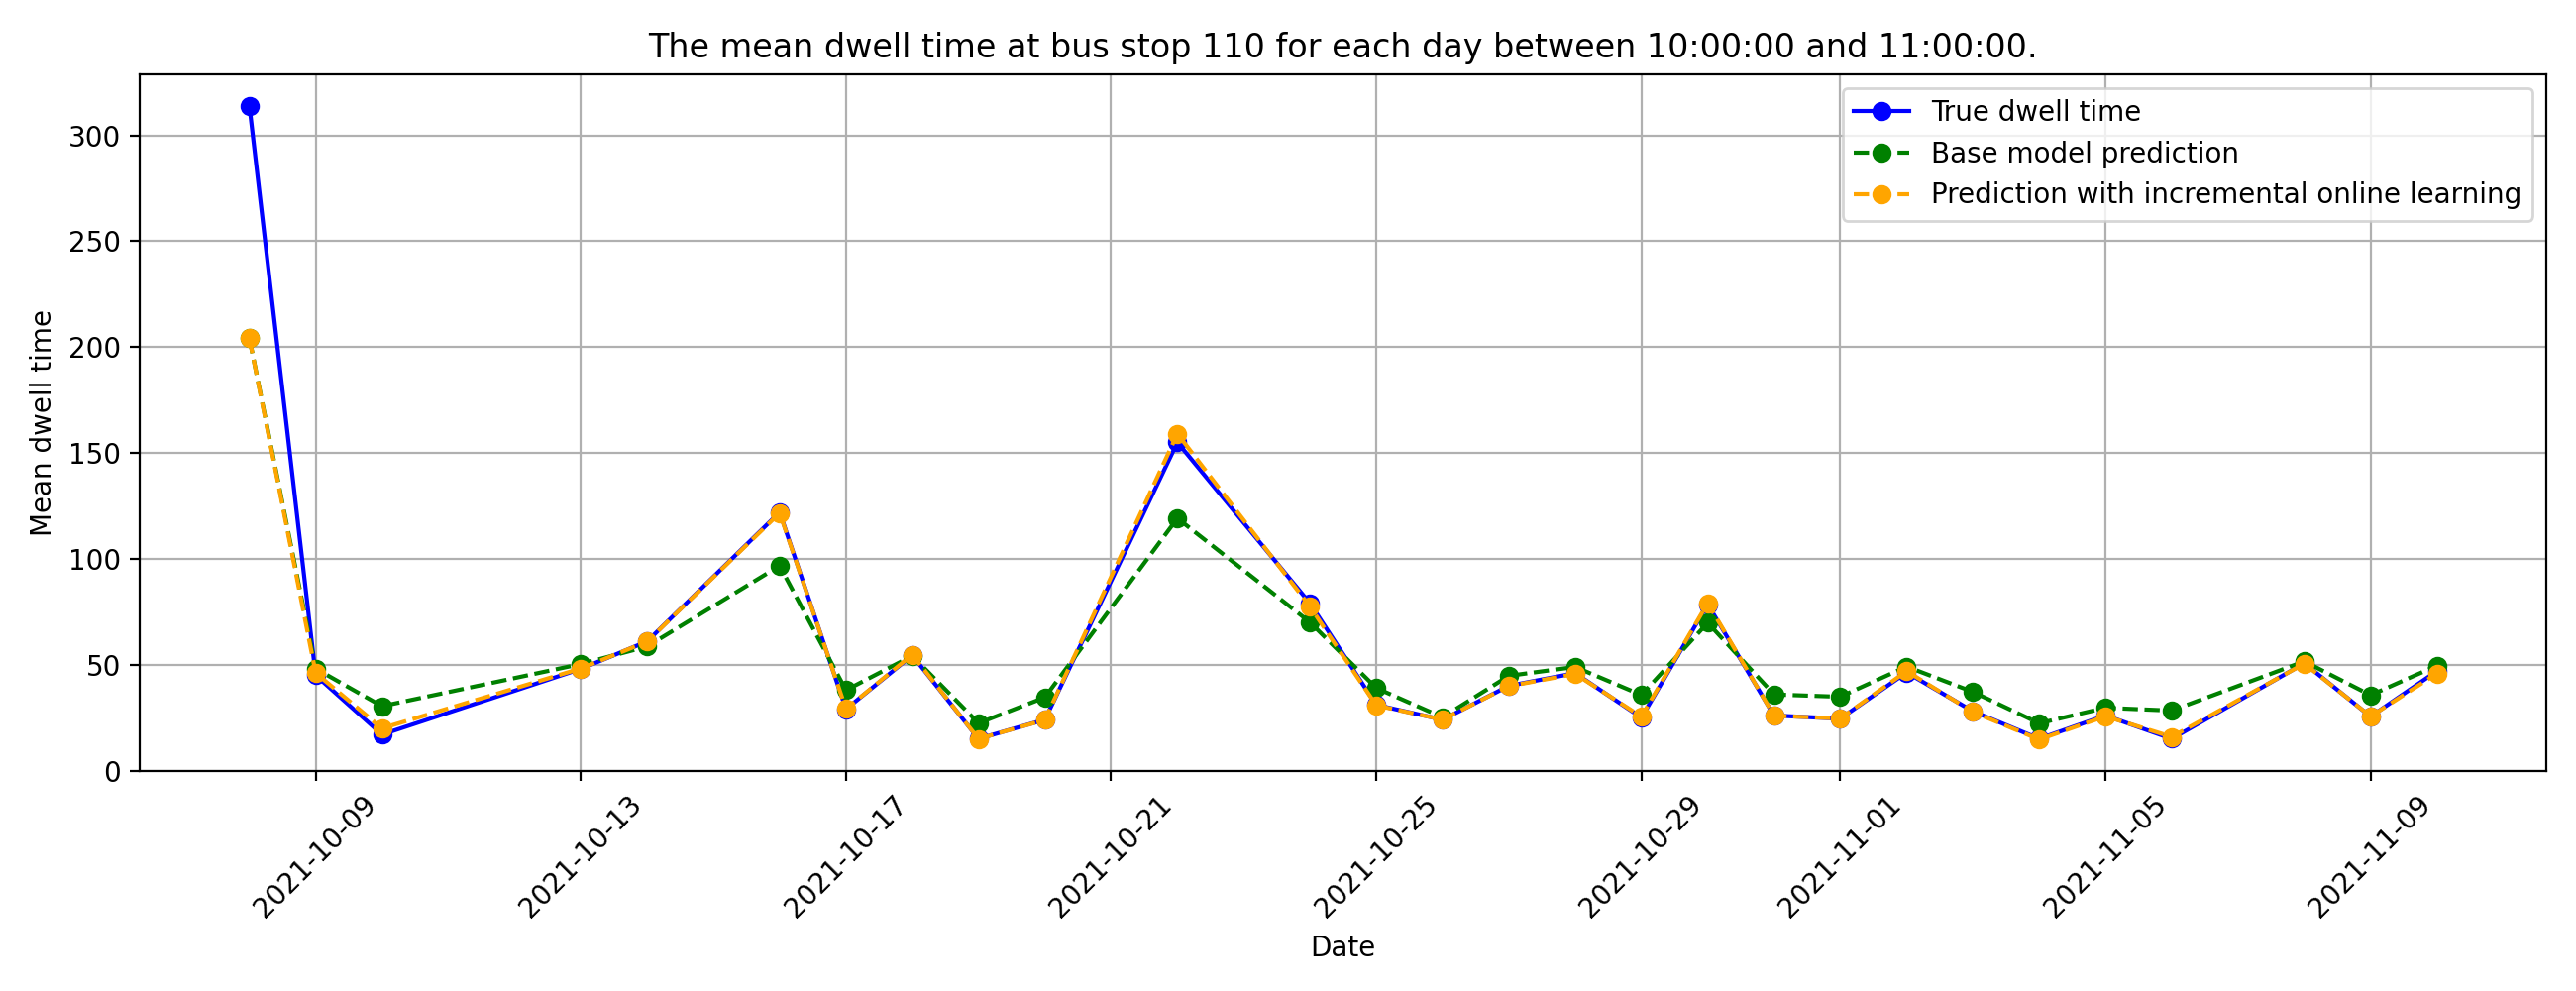 The mean dwell time at bus stop 110 for each day between 10:00:00 and 11:00:00.
True dwell time
Base model prediction
Prediction with incremental online learning
Mean dwell time
300
250
200
150
100
50
0
2021-10-09
2021-10-13
2021-10-17
2021-10-21
2021-10-25
2021-10-29
2021-11-01
2021-11-05
2021-11-09
Date